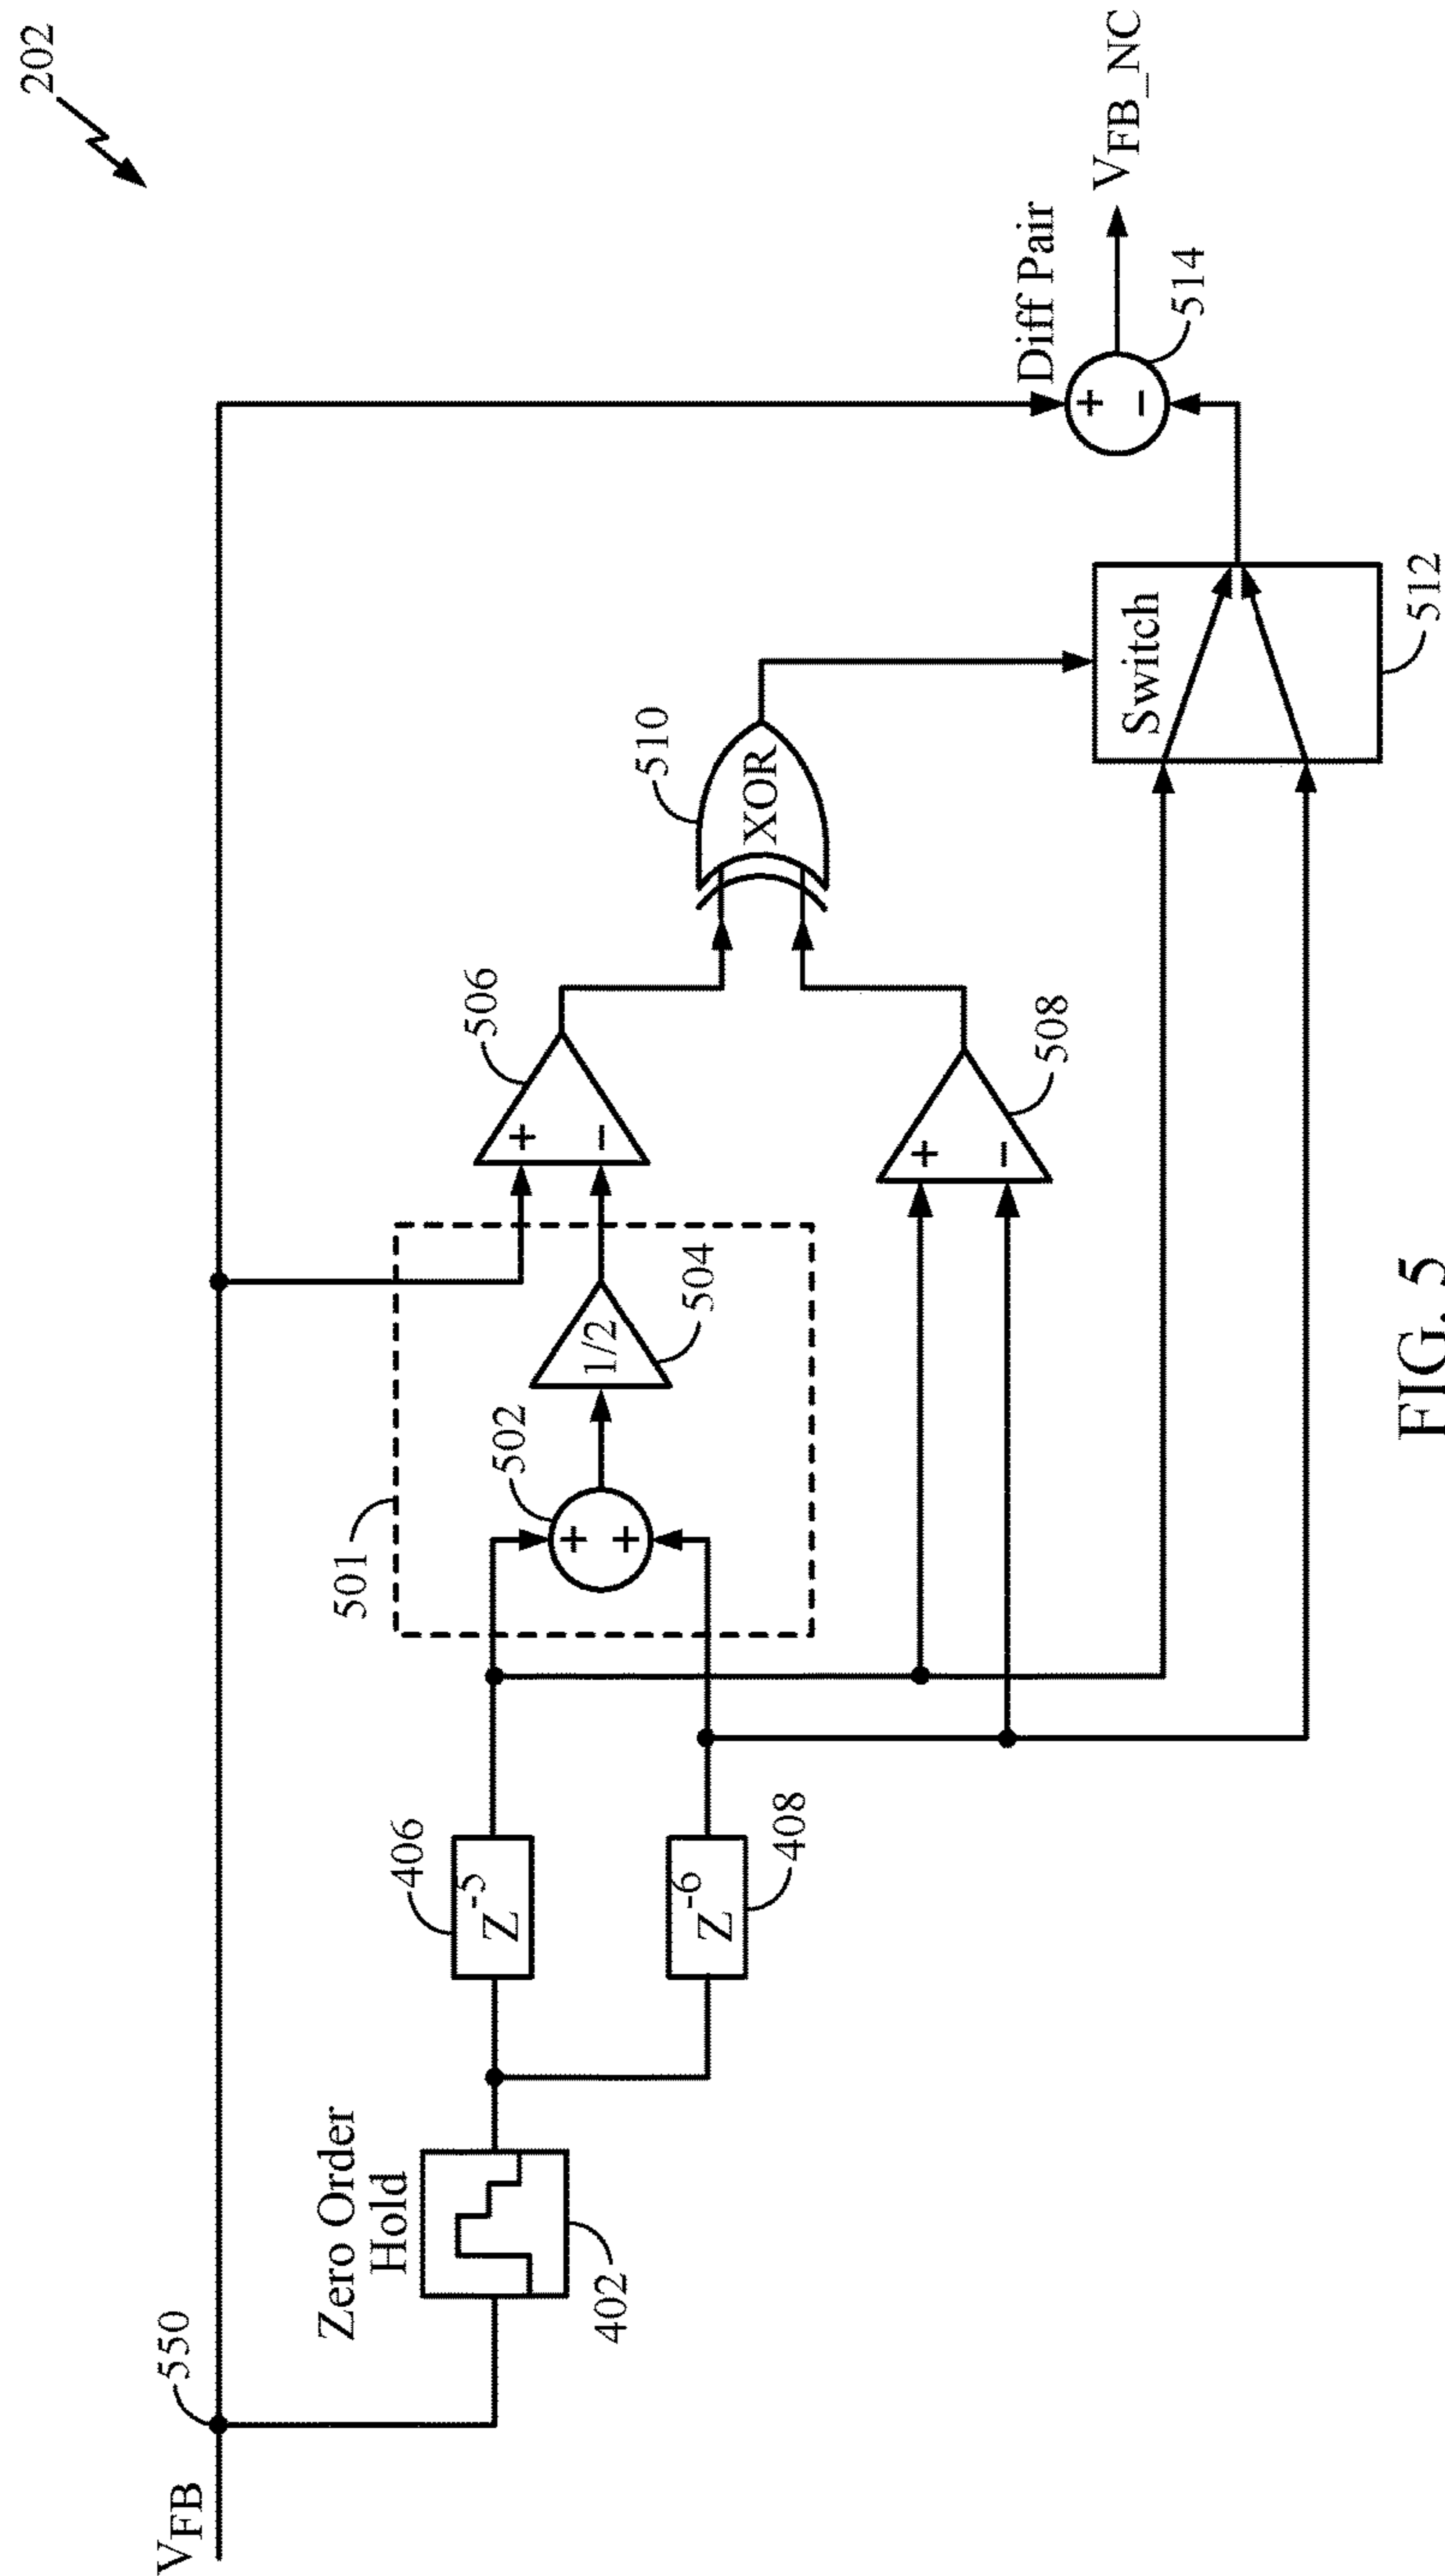 202
V_FB
550
Zero Order
Hold
402
Z^-5
406
Z^-6
408
501
502
+
+
1/2
504
+
−
506
+
−
508
XOR
510
Switch
512
Diff Pair
+
−
514
V_FB_NC
FIG. 5